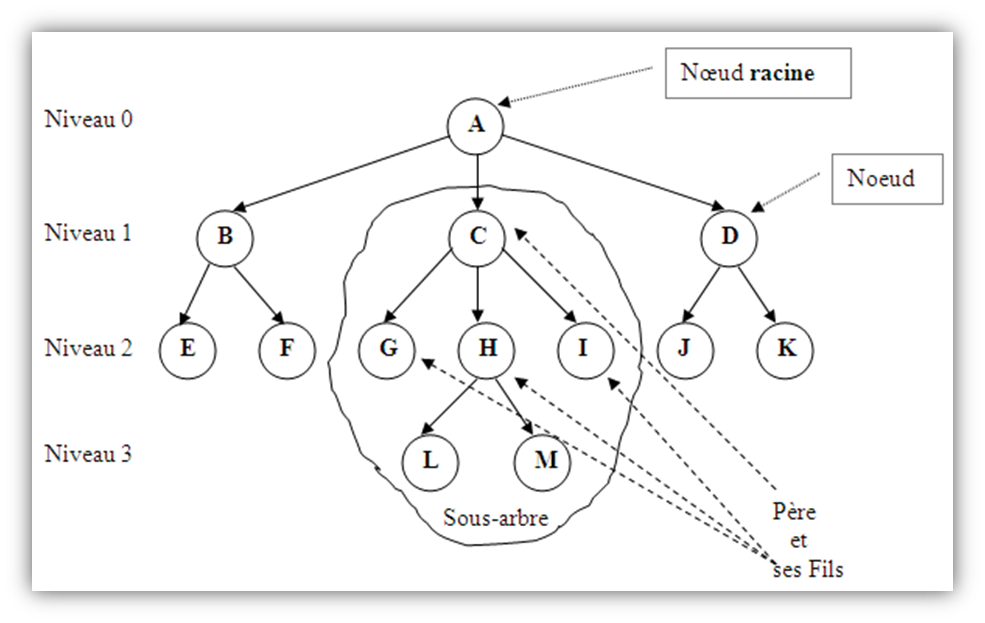 Nœud racine
Niveau 0
A
Noeud
Niveau 1
B
C
D
Niveau 2
E
F
G
H
I
J
K
Niveau 3
L
M
Sous-arbre
Père
et
ses Fils